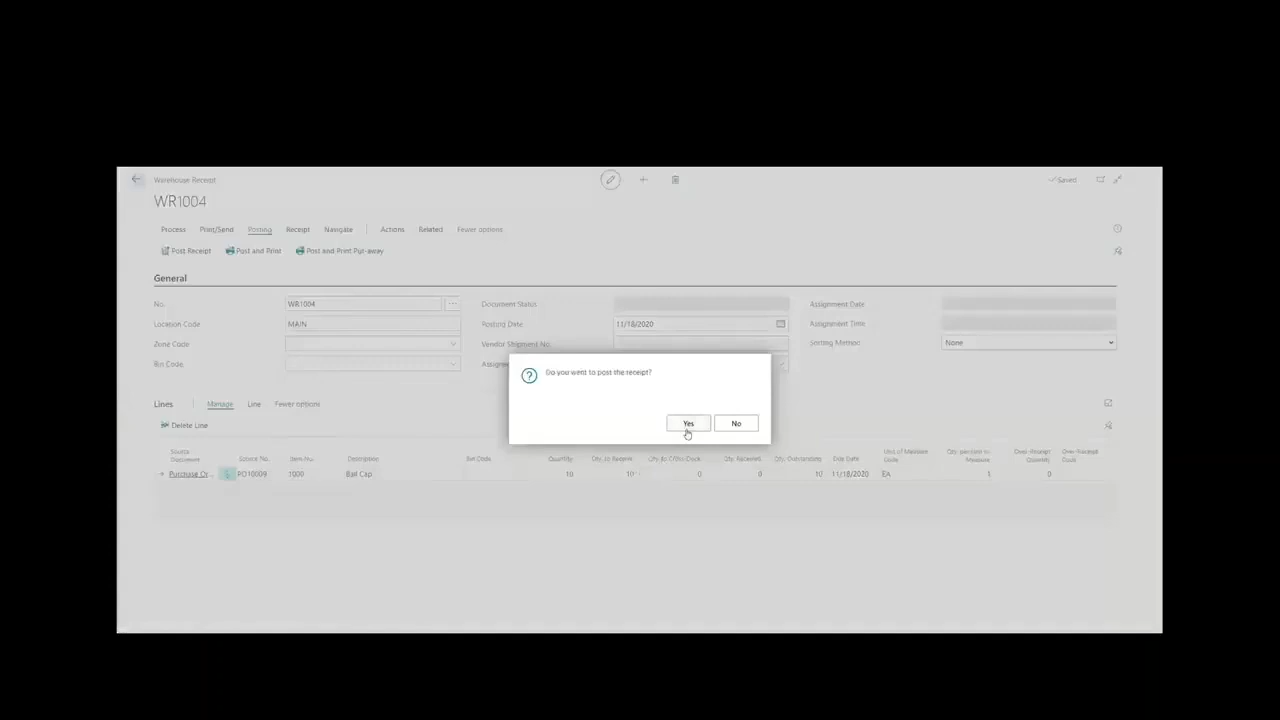 Warehouse Receipt
Saved
WR1004
Process Print/Send Posting Receipt Navigate Actions Related Fewer options
Post Receipt Post and Print Post and Print Put-away
General
No. WR1004 Document Status Assignment Date
Location Code MAIN Posting Date 11/18/2020 Assignment Time
Zone Code Vendor Shipment No. Sorting Method None
Bin Code
Do you want to post the receipt?
Yes No
Lines Manage Line Fewer options
Delete Line
Source Document Source No. Item No. Description Bin Code Quantity Qty. to Receive Qty. to Cross-Dock Qty. Received Qty. Outstanding Due Date Unit of Measure Code Qty. per Unit of Measure Over-Receipt Quantity Over-Receipt Code
Purchase Or... PO10009 1000 Ball Cap 10 10 0 0 10 11/18/2020 EA 1 0